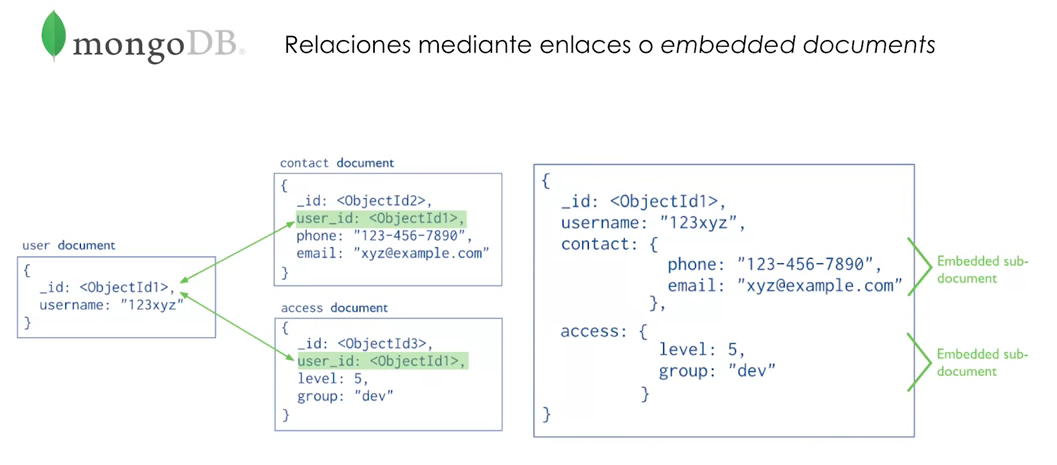 mongoDB®
Relaciones mediante enlaces o embedded documents
user document
{
_id: <ObjectId1>,
username: "123xyz"
}
contact document
{
_id: <ObjectId2>,
user_id: <ObjectId1>,
phone: "123-456-7890",
email: "xyz@example.com"
}
access document
{
_id: <ObjectId3>,
user_id: <ObjectId1>,
level: 5,
group: "dev"
}
{
_id: <ObjectId1>,
username: "123xyz",
contact: {
phone: "123-456-7890",
email: "xyz@example.com"
},
access: {
level: 5,
group: "dev"
}
}
Embedded sub-
document
Embedded sub-
document